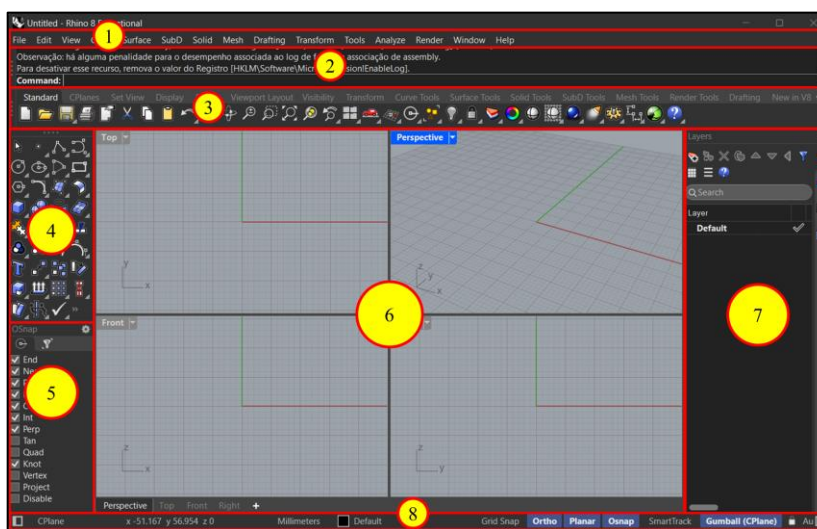 Untitled - Rhino 8
File Edit View Surface SubD Solid Mesh Drafting Transform Tools Analyze Render Window Help
1
Observação: há alguma penalidade para o desempenho associada ao log de associação de assembly.
Para desativar esse recurso, remova o valor do Registro [HKLM\Software\Micro sion!EnableLog].
2
Command:
Standard CPlanes Set View Display Viewport Layout Visibility Transform Curve Tools Surface Tools Solid Tools SubD Tools Mesh Tools Render Tools Drafting New in V8
3
Top
Perspective
Layers
Search
Layer
Default
4
6
7
OSnap
Front
End
5
Int
Perp
Tan
Quad
Knot
Vertex
Project
Disable
z
x
y
x
z
y
x
z
y
Perspective Top Front Right
8
CPlane x -51.167 y 56.954 z 0 Millimeters Default Grid Snap Ortho Planar Osnap SmartTrack Gumball (CPlane) Au